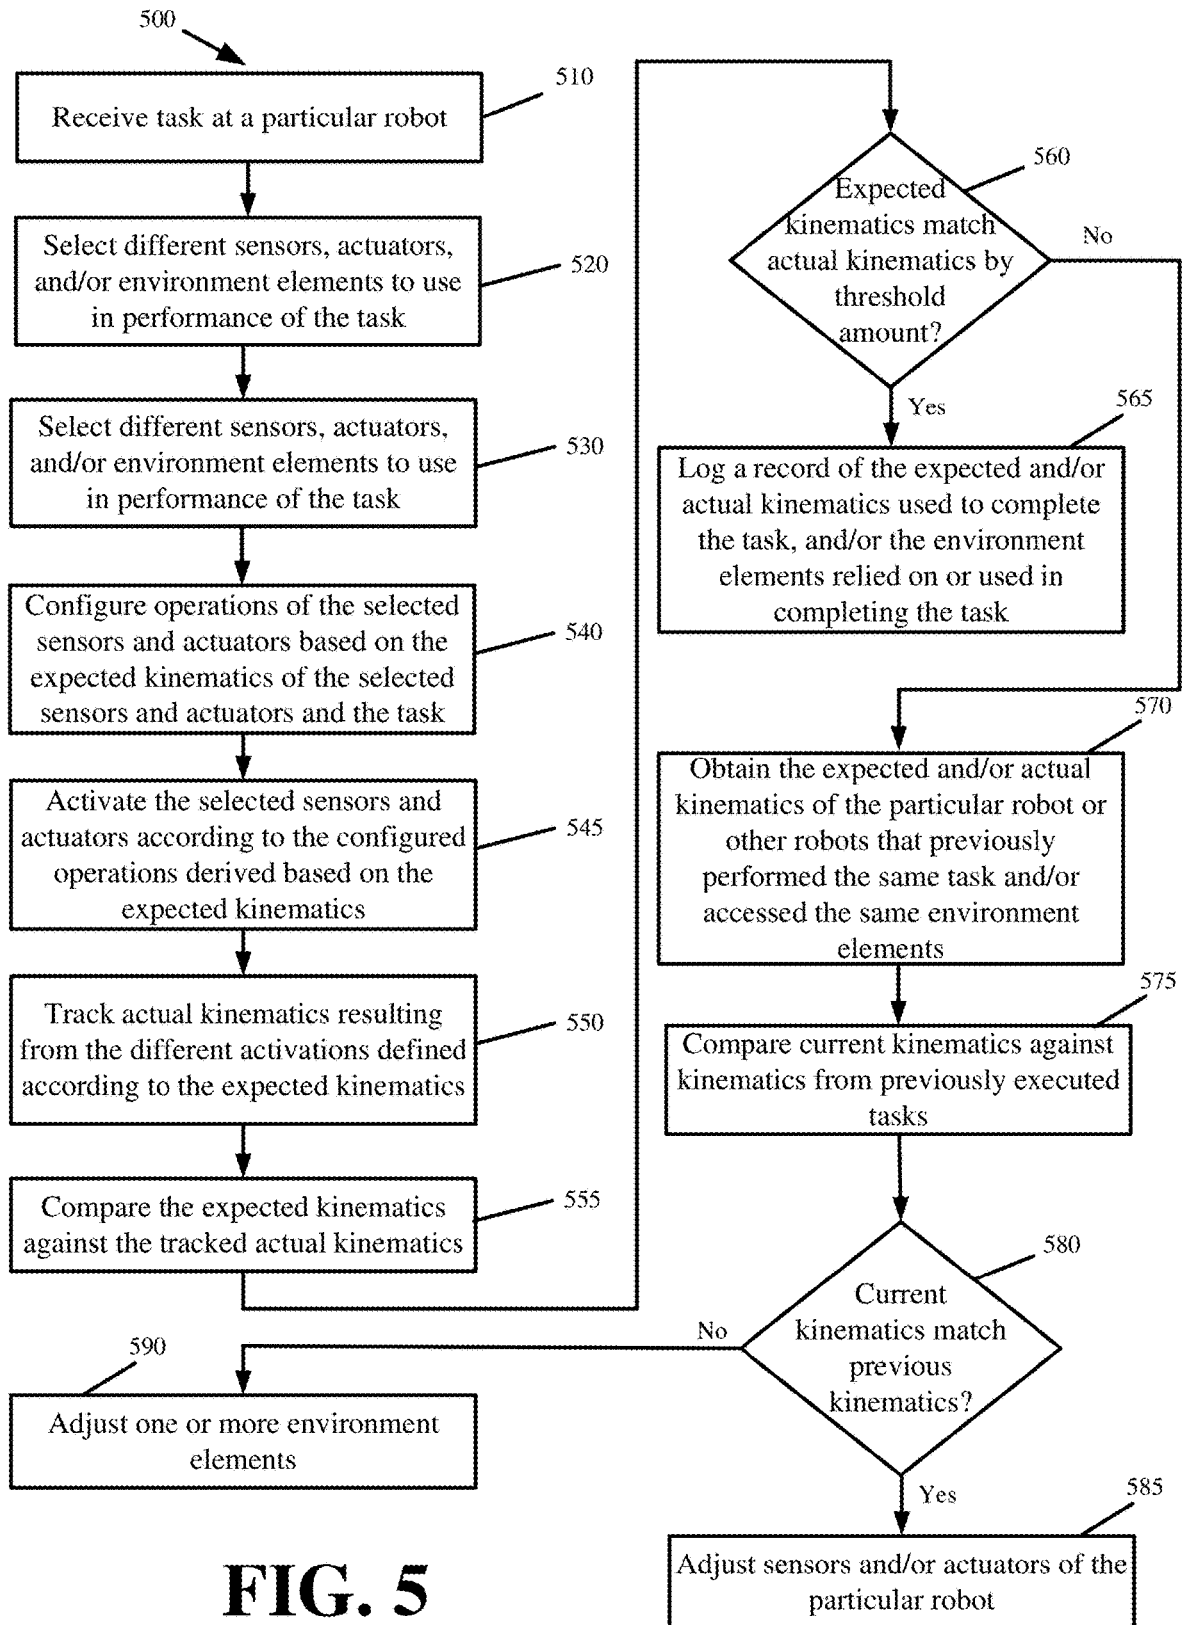 500
Receive task at a particular robot
510
Select different sensors, actuators,
and/or environment elements to use
in performance of the task
520
Select different sensors, actuators,
and/or environment elements to use
in performance of the task
530
Configure operations of the selected
sensors and actuators based on the
expected kinematics of the selected
sensors and actuators and the task
540
Activate the selected sensors and
actuators according to the configured
operations derived based on the
expected kinematics
545
Track actual kinematics resulting
from the different activations defined
according to the expected kinematics
550
Compare the expected kinematics
against the tracked actual kinematics
555
Expected
kinematics match
actual kinematics by
threshold
amount?
560
No
Yes
565
Log a record of the expected and/or
actual kinematics used to complete
the task, and/or the environment
elements relied on or used in
completing the task
570
Obtain the expected and/or actual
kinematics of the particular robot or
other robots that previously
performed the same task and/or
accessed the same environment
elements
575
Compare current kinematics against
kinematics from previously executed
tasks
580
Current
kinematics match
previous
kinematics?
No
590
Adjust one or more environment
elements
Yes
585
Adjust sensors and/or actuators of the
particular robot
FIG. 5